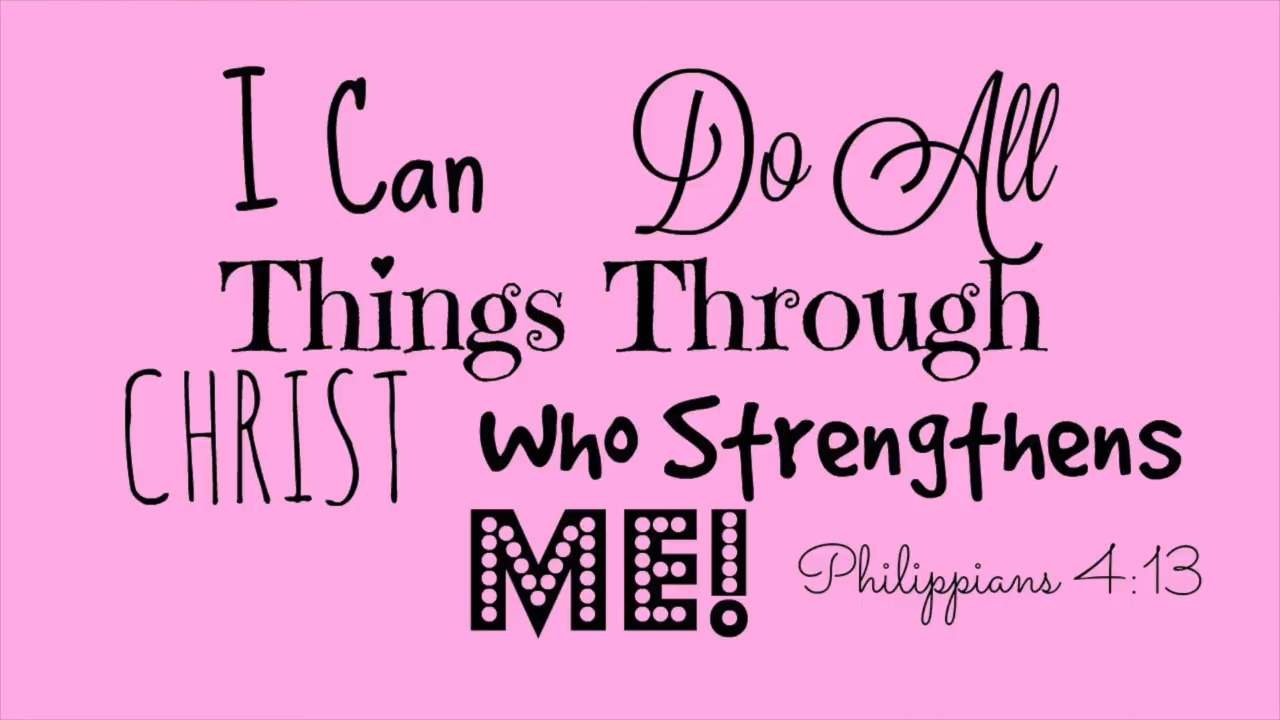 I Can Do All
Things Through
CHRIST who Strengthens
ME! Philippians 4:13